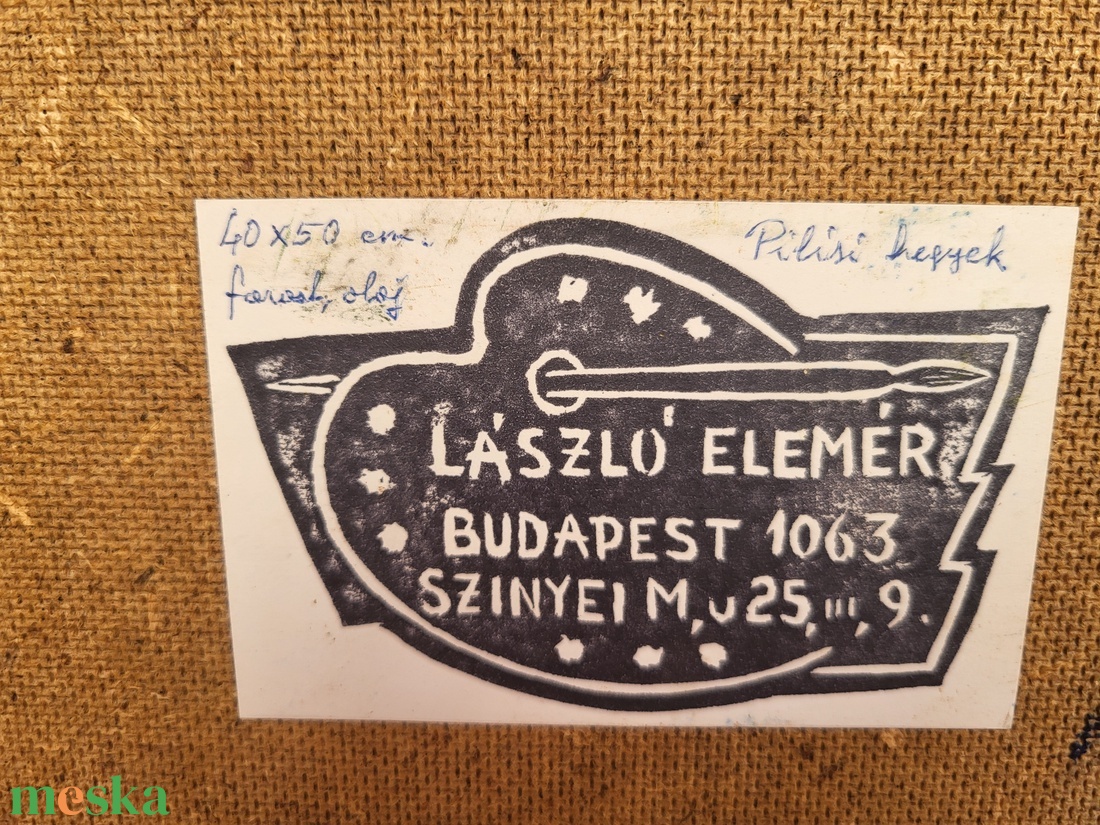 40x50 cm.
farost, olaj
Pilisi hegyek
LÁSZLÓ ELEMÉR
BUDAPEST 1063
SZINYEI M, u 25, III, 9.
meska